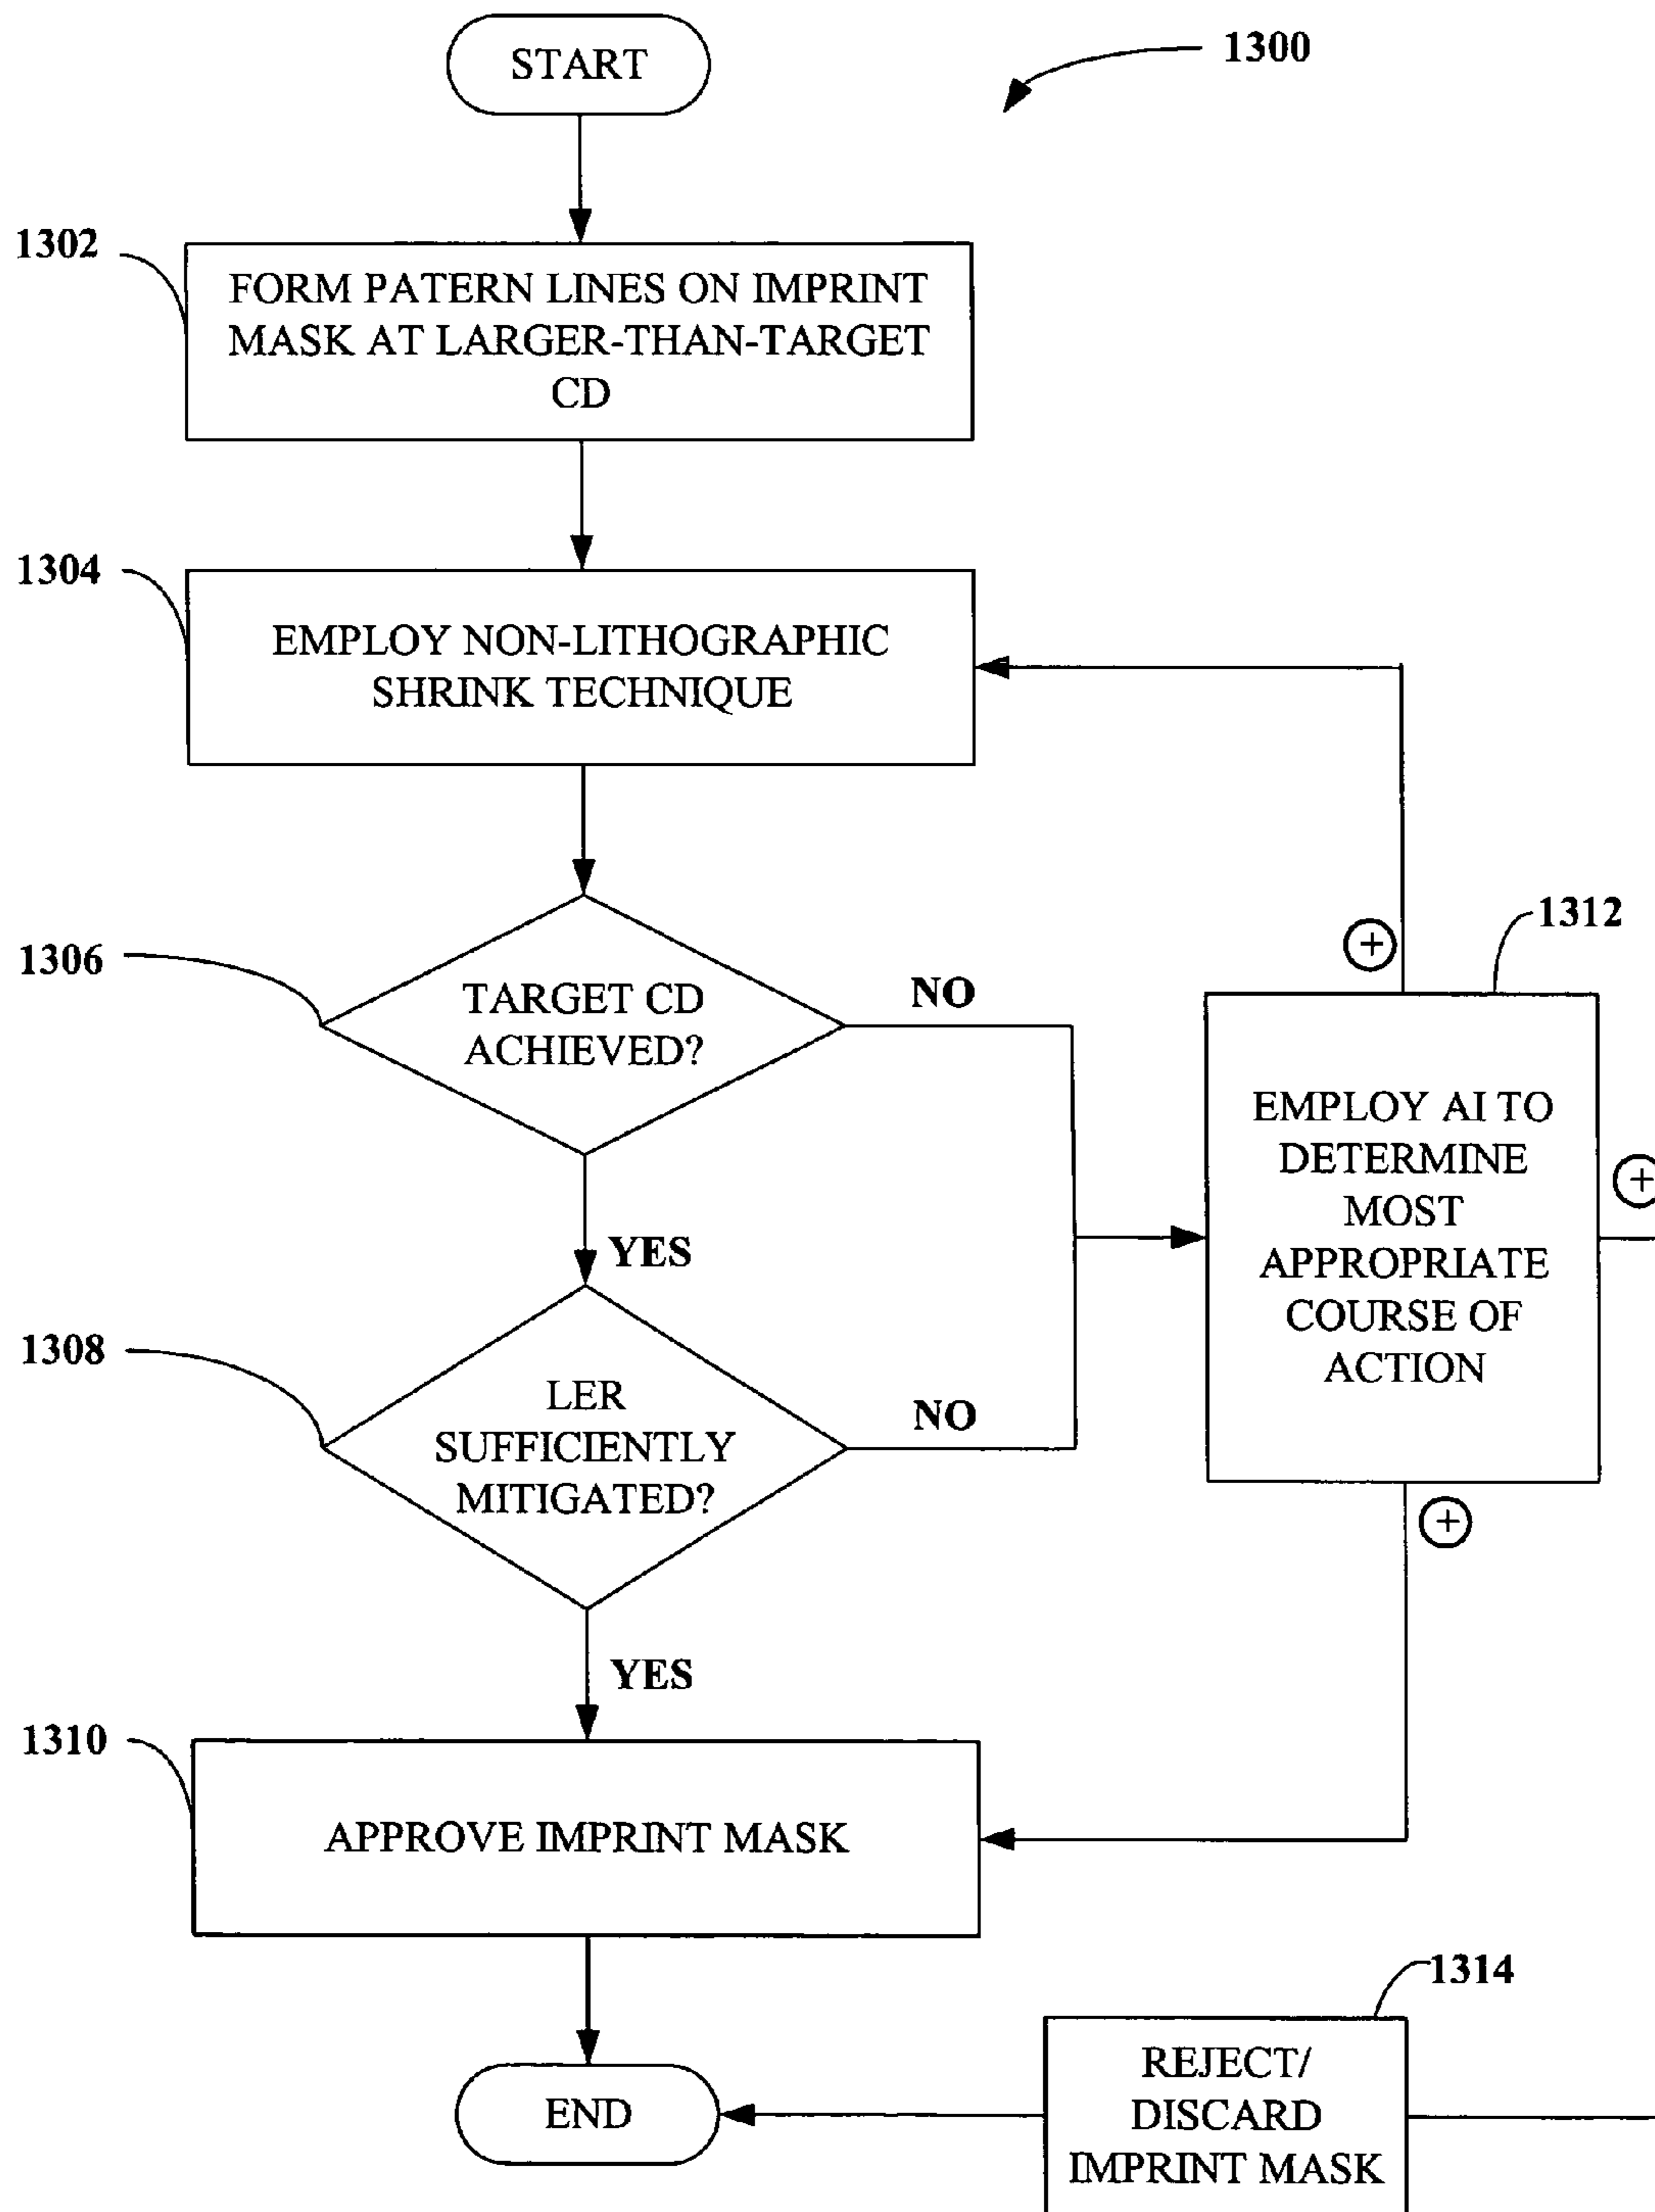 START
1300
1302
FORM PATERN LINES ON IMPRINT
MASK AT LARGER-THAN-TARGET
CD
1304
EMPLOY NON-LITHOGRAPHIC
SHRINK TECHNIQUE
1306
TARGET CD
ACHIEVED?
NO
YES
1312
+
EMPLOY AI TO
DETERMINE
MOST
APPROPRIATE
COURSE OF
ACTION
+
+
1308
LER
SUFFICIENTLY
MITIGATED?
NO
YES
1310
APPROVE IMPRINT MASK
1314
REJECT/
DISCARD
IMPRINT MASK
END